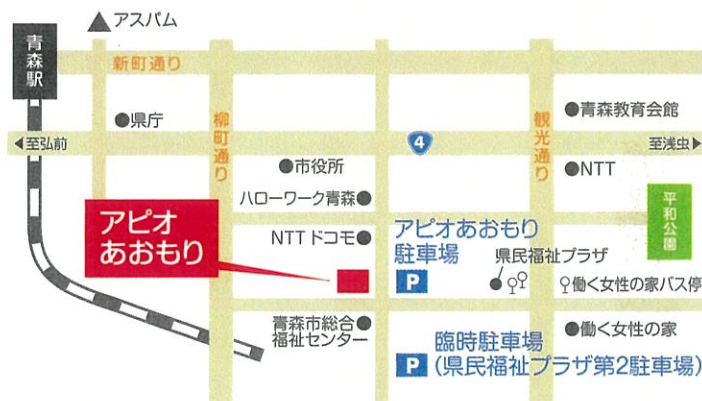 アスパム
青森駅
新町通り
県庁
柳町通り
4
観光通り
青森教育会館
至弘前
至浅虫
市役所
NTT
ハローワーク青森
平和公園
アピオ
あおもり
NTTドコモ
アピオあおもり
駐車場
P
県民福祉プラザ
働く女性の家バス停
青森市総合
福祉センター
働く女性の家
臨時駐車場
P
(県民福祉プラザ第2駐車場)